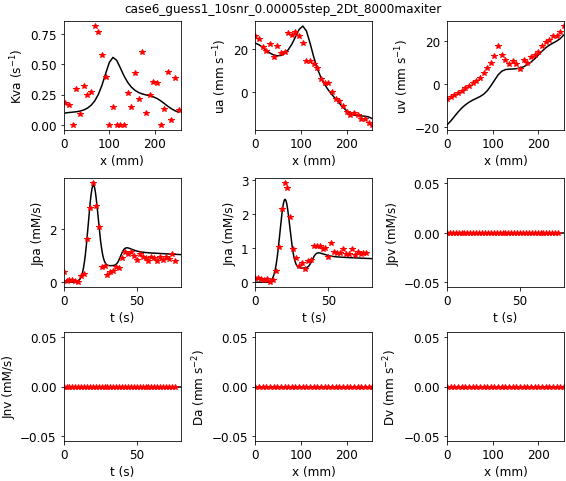 case6_guess1_10snr_0.00005step_2Dt_8000maxiter
Kva (s⁻¹)
0.75
0.50
0.25
0.00
0 100 200
x (mm)
ua (mm s⁻¹)
20
0
0 100 200
x (mm)
uv (mm s⁻¹)
20
0
−20
0 100 200
x (mm)
Jpa (mM/s)
2
0
0 50
t (s)
Jna (mM/s)
3
2
1
0
0 50
t (s)
Jpv (mM/s)
0.05
0.00
−0.05
0 50
t (s)
Jnv (mM/s)
0.05
0.00
−0.05
0 50
t (s)
Da (mm s⁻²)
0.05
0.00
−0.05
0 100 200
x (mm)
Dv (mm s⁻²)
0.05
0.00
−0.05
0 100 200
x (mm)